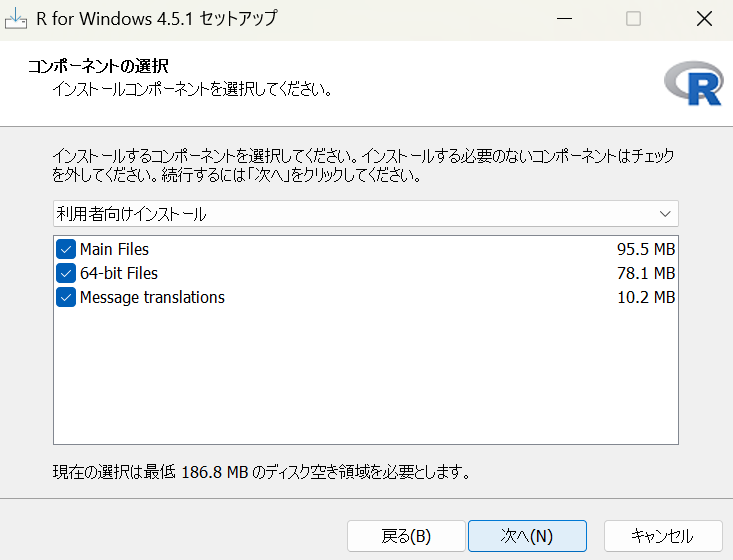 R for Windows 4.5.1 セットアップ
コンポーネントの選択
インストールコンポーネントを選択してください。
R
インストールするコンポーネントを選択してください。インストールする必要のないコンポーネントはチェック
を外してください。続行するには「次へ」をクリックしてください。
利用者向けインストール
Main Files 95.5 MB
64-bit Files 78.1 MB
Message translations 10.2 MB
現在の選択は最低 186.8 MB のディスク空き領域を必要とします。
戻る(B) 次へ(N) キャンセル